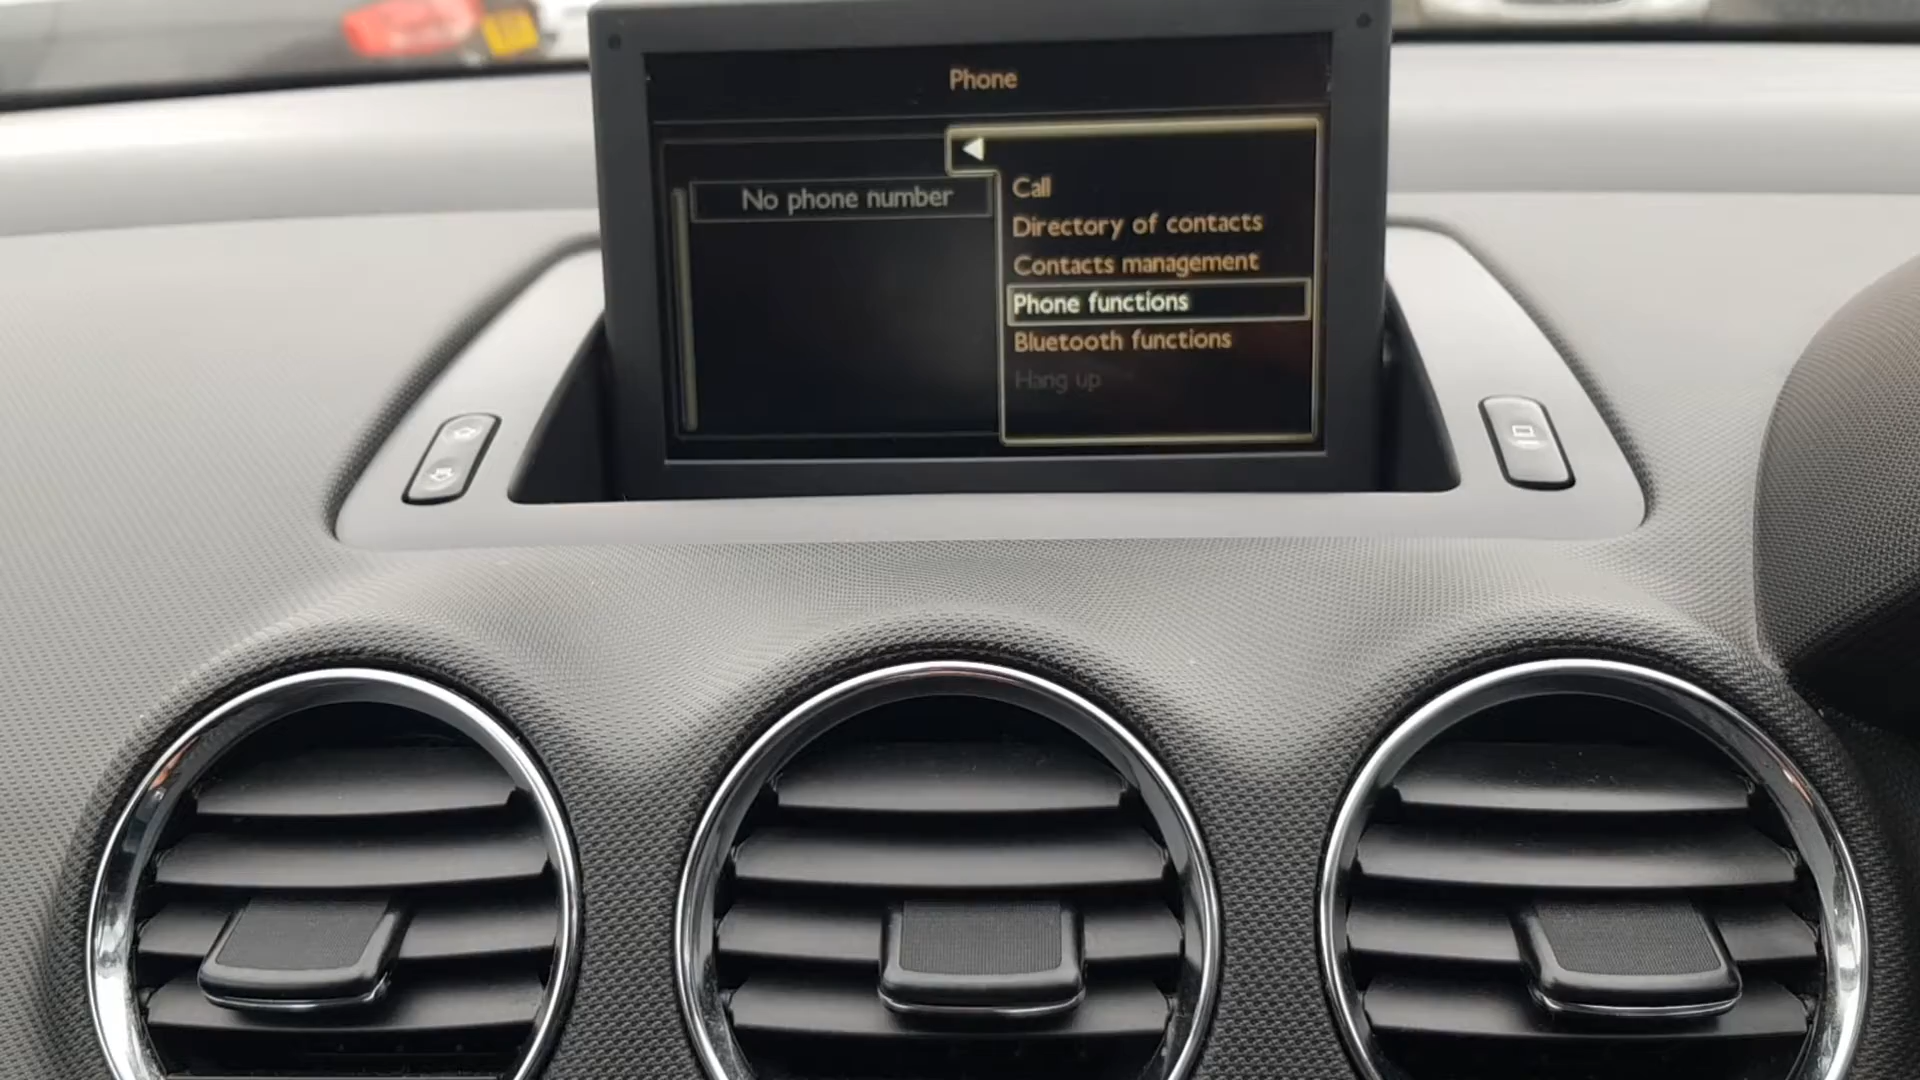 Phone
No phone number
Call
Directory of contacts
Contacts management
Phone functions
Bluetooth functions
Hang up